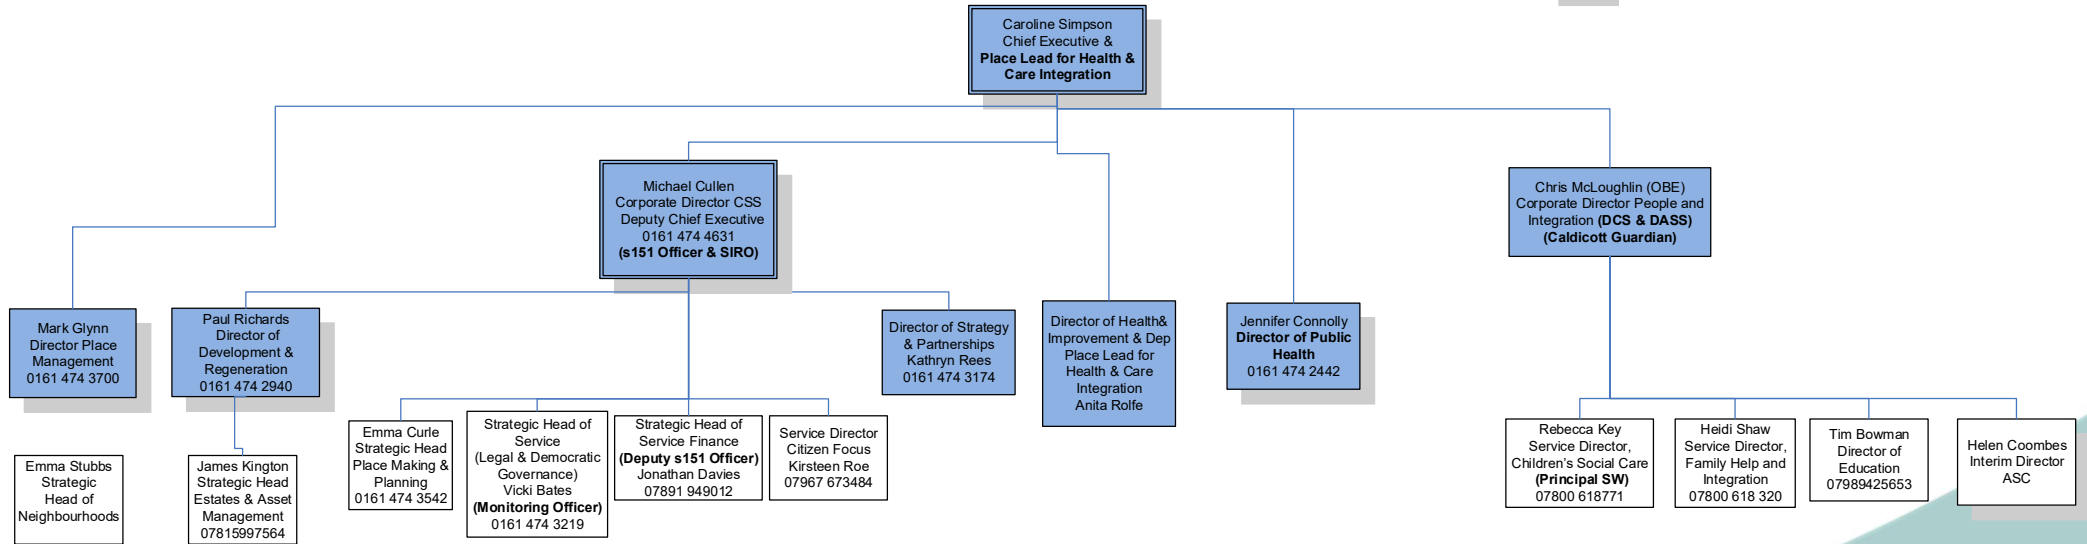 Caroline Simpson
Chief Executive &
Place Lead for Health &
Care Integration
Michael Cullen
Corporate Director CSS
Deputy Chief Executive
0161 474 4631
(s151 Officer & SIRO)
Chris McLoughlin (OBE)
Corporate Director People and
Integration (DCS & DASS)
(Caldicott Guardian)
Mark Glynn
Director Place
Management
0161 474 3700
Paul Richards
Director of
Development &
Regeneration
0161 474 2940
Director of Strategy
& Partnerships
Kathryn Rees
0161 474 3174
Director of Health&
Improvement & Dep
Place Lead for
Health & Care
Integration
Anita Rolfe
Jennifer Connolly
Director of Public
Health
0161 474 2442
Emma Stubbs
Strategic
Head of
Neighbourhoods
James Kington
Strategic Head
Estates & Asset
Management
07815997564
Emma Curle
Strategic Head
Place Making &
Planning
0161 474 3542
Strategic Head of
Service
(Legal & Democratic
Governance)
Vicki Bates
(Monitoring Officer)
0161 474 3219
Strategic Head of
Service Finance
(Deputy s151 Officer)
Jonathan Davies
07891 949012
Service Director
Citizen Focus
Kirsteen Roe
07967 673484
Rebecca Key
Service Director,
Children's Social Care
(Principal SW)
07800 618771
Heidi Shaw
Service Director,
Family Help and
Integration
07800 618 320
Tim Bowman
Director of
Education
07989425653
Helen Coombes
Interim Director
ASC